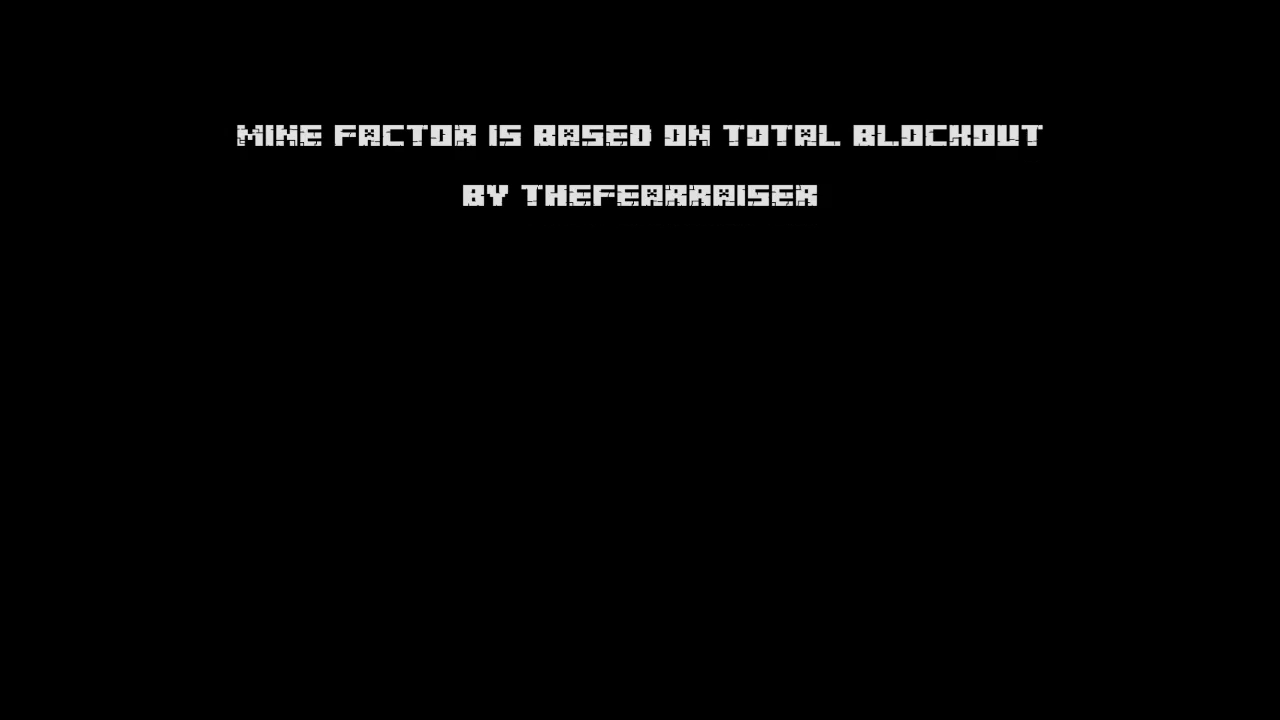 MINE FACTOR IS BASED ON TOTAL BLOCKOUT
BY THEFEARRAISER